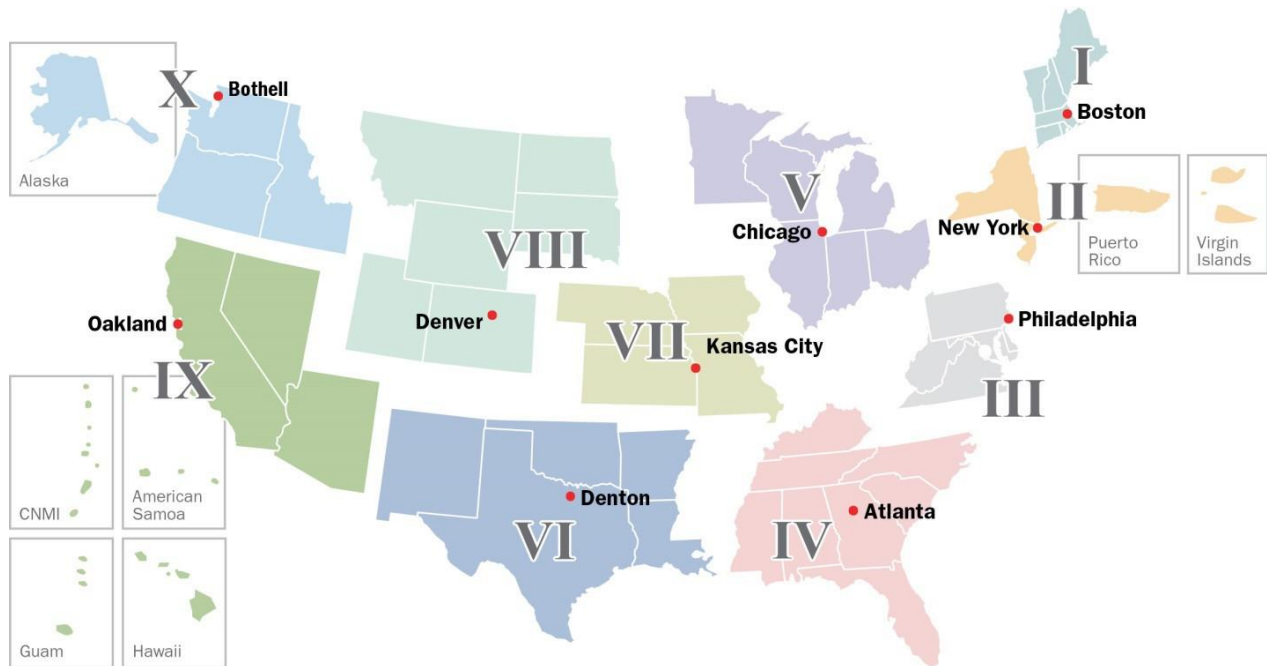 I
X
Bothell
Boston
Alaska
V
II
New York
Chicago
Puerto
Rico
Virgin
Islands
VIII
Oakland
Denver
VII
Kansas City
Philadelphia
IX
III
CNMI
American
Samoa
Denton
Atlanta
VI
IV
Guam
Hawaii